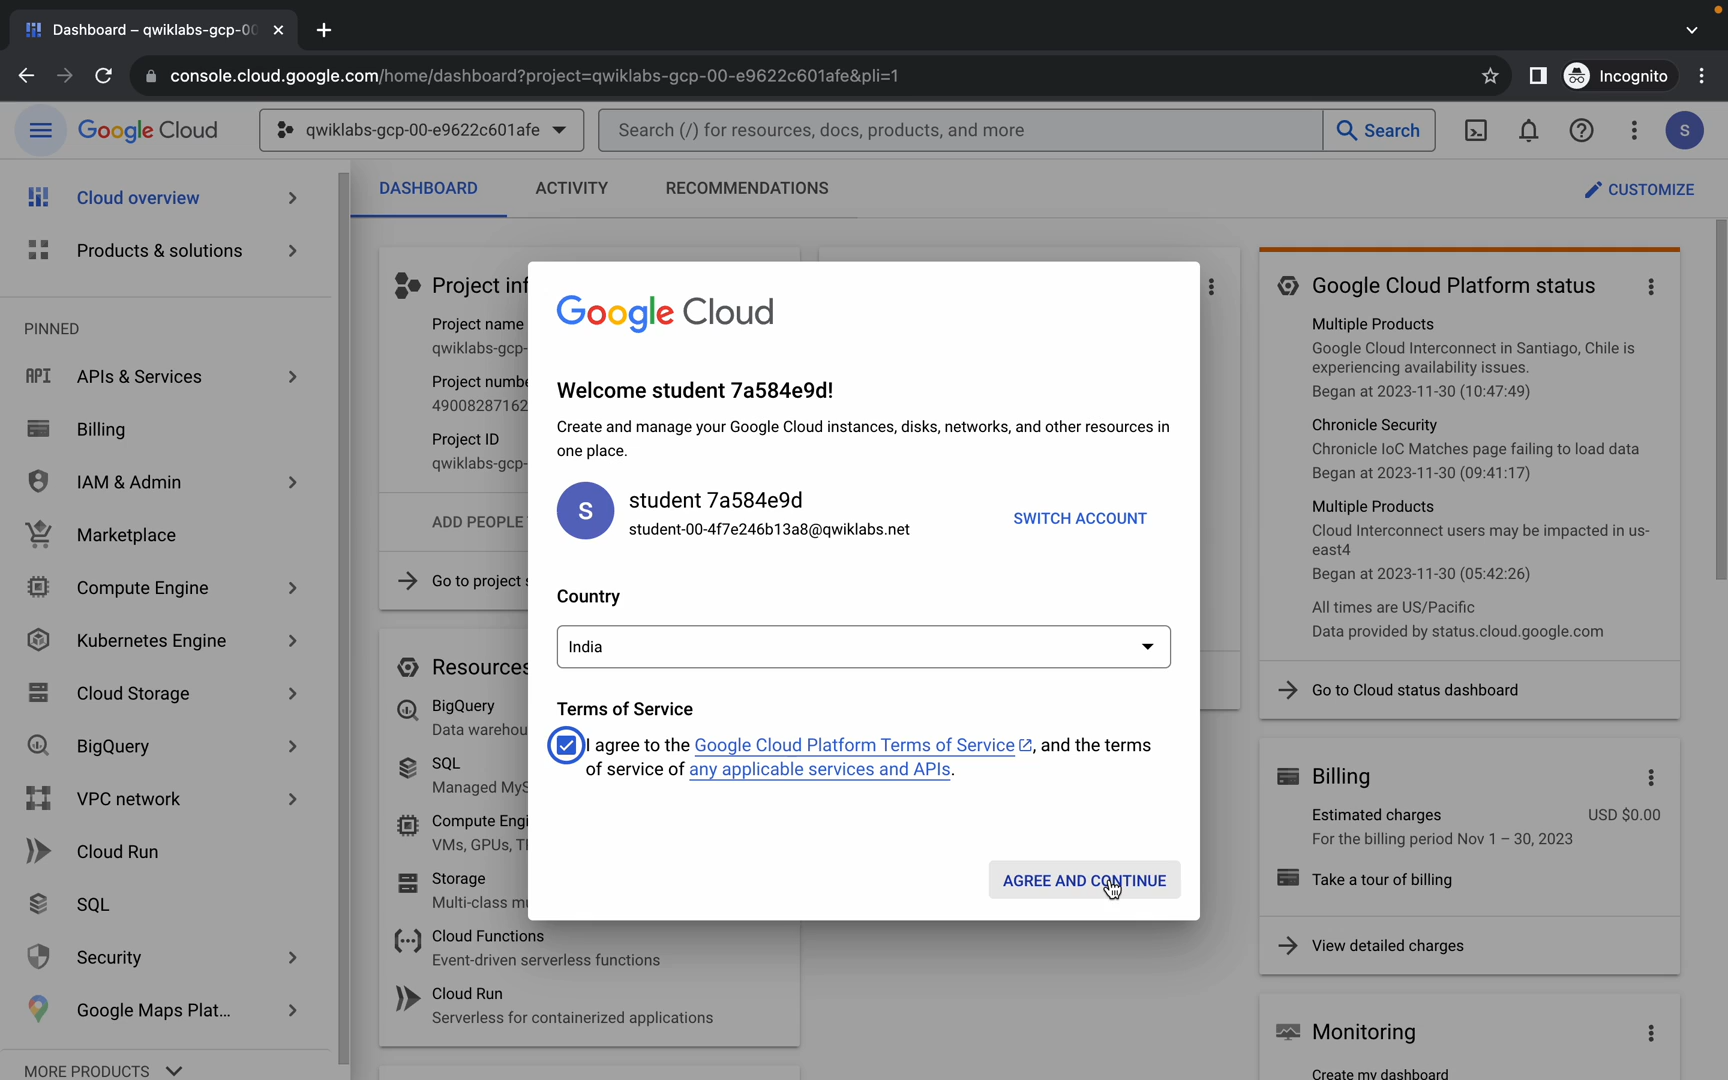 Dashboard – qwiklabs-gcp-00
console.cloud.google.com/home/dashboard?project=qwiklabs-gcp-00-e9622c601afe&pli=1
Incognito
Google Cloud
qwiklabs-gcp-00-e9622c601afe
Search (/) for resources, docs, products, and more
Search
S
Cloud overview
Products & solutions
PINNED
API APIs & Services
Billing
IAM & Admin
Marketplace
Compute Engine
Kubernetes Engine
Cloud Storage
BigQuery
VPC network
Cloud Run
SQL
Security
Google Maps Plat...
MORE PRODUCTS
DASHBOARD
ACTIVITY
RECOMMENDATIONS
CUSTOMIZE
Project
Project name
qwiklabs-gcp-
Project
49008287162
Project ID
qwiklabs-gcp-
ADD PEOPLE
Go to project
Resources
BigQuery
Data
SQL
Managed
Compute
VMs, GPUs,
Storage
Multi-class
Cloud Functions
Event-driven serverless functions
Cloud Run
Serverless for containerized applications
Google Cloud
Welcome student 7a584e9d!
Create and manage your Google Cloud instances, disks, networks, and other resources in
one place.
S
student 7a584e9d
student-00-4f7e246b13a8@qwiklabs.net
SWITCH ACCOUNT
Country
India
Terms of Service
I agree to the Google Cloud Platform Terms of Service, and the terms
of service of any applicable services and APIs.
AGREE AND CONTINUE
Google Cloud Platform status
Multiple Products
Google Cloud Interconnect in Santiago, Chile is
experiencing availability issues.
Began at 2023-11-30 (10:47:49)
Chronicle Security
Chronicle IoC Matches page failing to load data
Began at 2023-11-30 (09:41:17)
Multiple Products
Cloud Interconnect users may be impacted in us-
east4
Began at 2023-11-30 (05:42:26)
All times are US/Pacific
Data provided by status.cloud.google.com
Go to Cloud status dashboard
Billing
Estimated charges
USD $0.00
For the billing period Nov 1 – 30, 2023
Take a tour of billing
View detailed charges
Monitoring
Create my dashboard